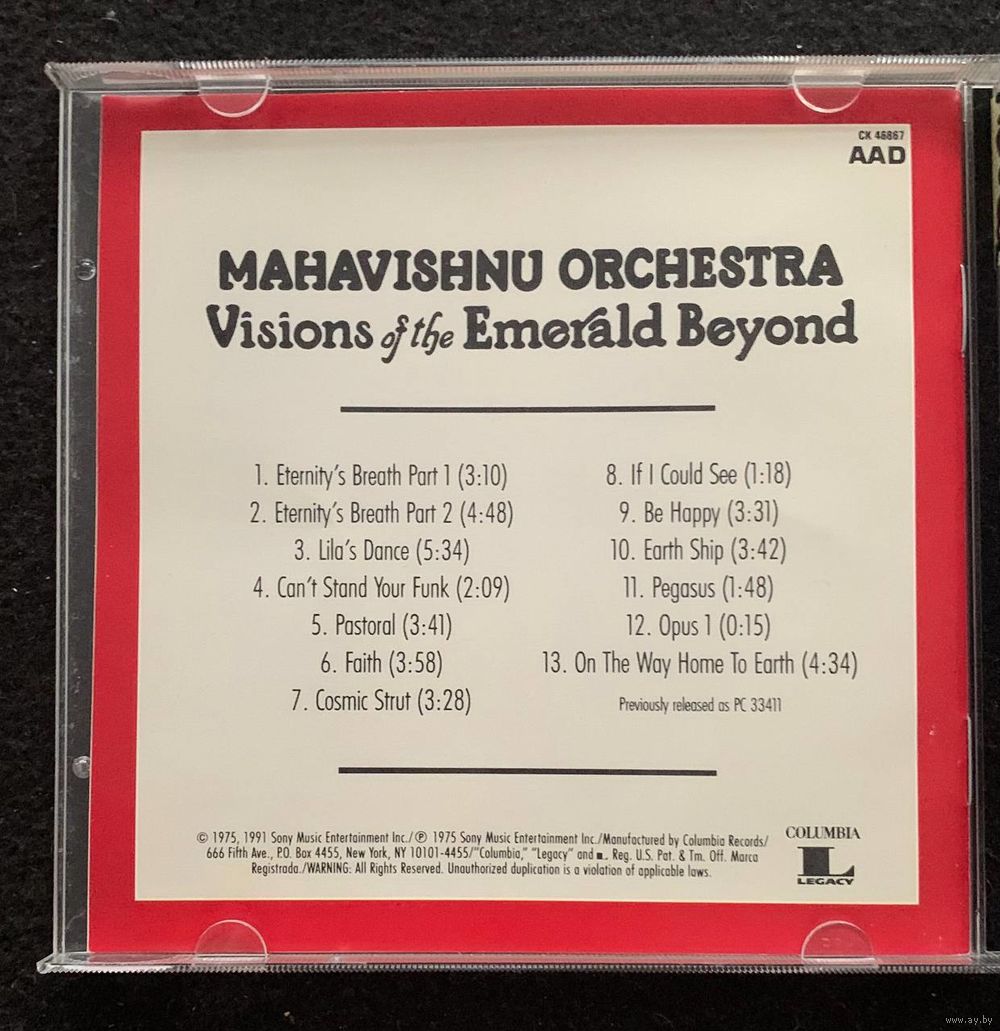 CK 46867
AAD
MAHAVISHNU ORCHESTRA
Visions of the Emerald Beyond
1. Eternity's Breath Part 1 (3:10)
2. Eternity's Breath Part 2 (4:48)
3. Lila's Dance (5:34)
4. Can't Stand Your Funk (2:09)
5. Pastoral (3:41)
6. Faith (3:58)
7. Cosmic Strut (3:28)
8. If I Could See (1:18)
9. Be Happy (3:31)
10. Earth Ship (3:42)
11. Pegasus (1:48)
12. Opus 1 (0:15)
13. On The Way Home To Earth (4:34)
Previously released as PC 33411
© 1975, 1991 Sony Music Entertainment Inc./℗ 1975 Sony Music Entertainment Inc./Manufactured by Columbia Records/
666 Fifth Ave., P.O. Box 4455, New York, NY 10101-4455/"Columbia," "Legacy" and L Reg. U.S. Pat. & Tm. Off. Marca
Registrada./WARNING: All Rights Reserved. Unauthorized duplication is a violation of applicable laws.
COLUMBIA
L
LEGACY
www.ay.by